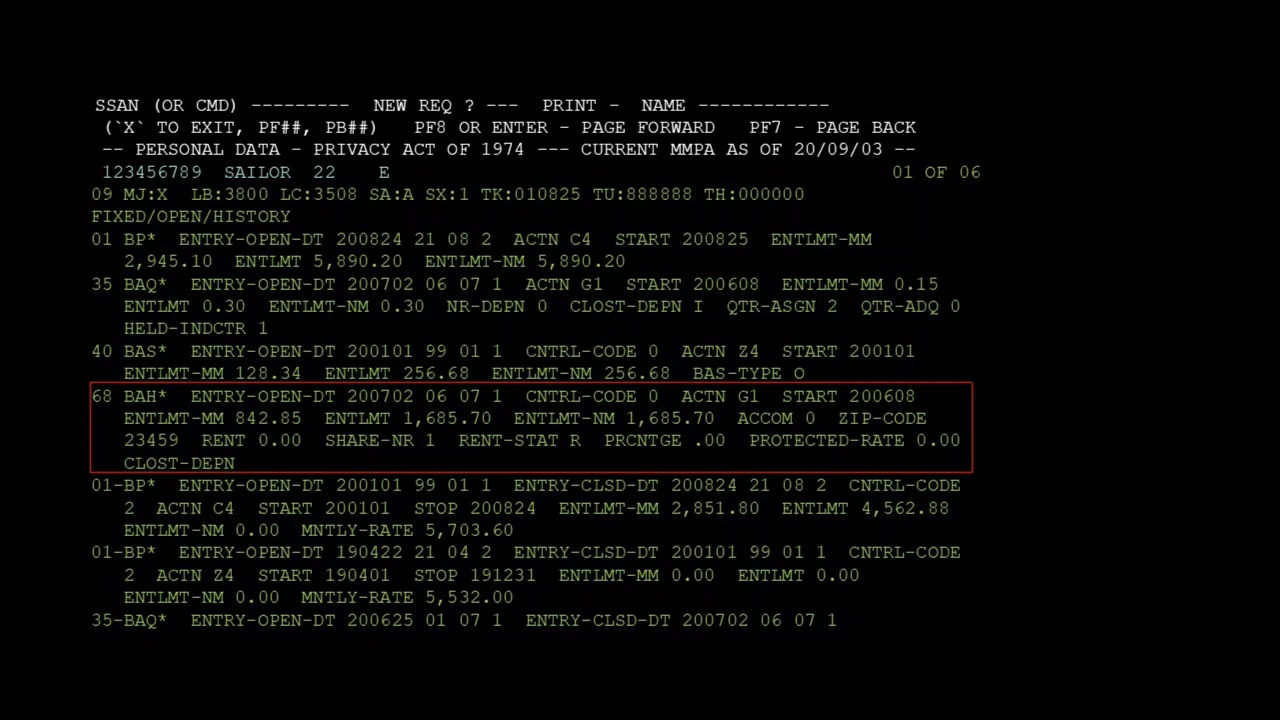 SSAN (OR CMD) --------- NEW REQ ? --- PRINT - NAME ------------
(`X` TO EXIT, PF##, PB##) PF8 OR ENTER - PAGE FORWARD PF7 - PAGE BACK
-- PERSONAL DATA - PRIVACY ACT OF 1974 --- CURRENT MMPA AS OF 20/09/03 --
123456789 SAILOR 22 E 01 OF 06
09 MJ:X LB:3800 LC:3508 SA:A SX:1 TK:010825 TU:888888 TH:000000
FIXED/OPEN/HISTORY
01 BP* ENTRY-OPEN-DT 200824 21 08 2 ACTN C4 START 200825 ENTLMT-MM
2,945.10 ENTLMT 5,890.20 ENTLMT-NM 5,890.20
35 BAQ* ENTRY-OPEN-DT 200702 06 07 1 ACTN G1 START 200608 ENTLMT-MM 0.15
ENTLMT 0.30 ENTLMT-NM 0.30 NR-DEPN 0 CLOST-DEPN I QTR-ASGN 2 QTR-ADQ 0
HELD-INDCTR 1
40 BAS* ENTRY-OPEN-DT 200101 99 01 1 CNTRL-CODE 0 ACTN Z4 START 200101
ENTLMT-MM 128.34 ENTLMT 256.68 ENTLMT-NM 256.68 BAS-TYPE O
68 BAH* ENTRY-OPEN-DT 200702 06 07 1 CNTRL-CODE 0 ACTN G1 START 200608
ENTLMT-MM 842.85 ENTLMT 1,685.70 ENTLMT-NM 1,685.70 ACCOM 0 ZIP-CODE
23459 RENT 0.00 SHARE-NR 1 RENT-STAT R PRCNTGE .00 PROTECTED-RATE 0.00
CLOST-DEPN
01-BP* ENTRY-OPEN-DT 200101 99 01 1 ENTRY-CLSD-DT 200824 21 08 2 CNTRL-CODE
2 ACTN C4 START 200101 STOP 200824 ENTLMT-MM 2,851.80 ENTLMT 4,562.88
ENTLMT-NM 0.00 MNTLY-RATE 5,703.60
01-BP* ENTRY-OPEN-DT 190422 21 04 2 ENTRY-CLSD-DT 200101 99 01 1 CNTRL-CODE
2 ACTN Z4 START 190401 STOP 191231 ENTLMT-MM 0.00 ENTLMT 0.00
ENTLMT-NM 0.00 MNTLY-RATE 5,532.00
35-BAQ* ENTRY-OPEN-DT 200625 01 07 1 ENTRY-CLSD-DT 200702 06 07 1